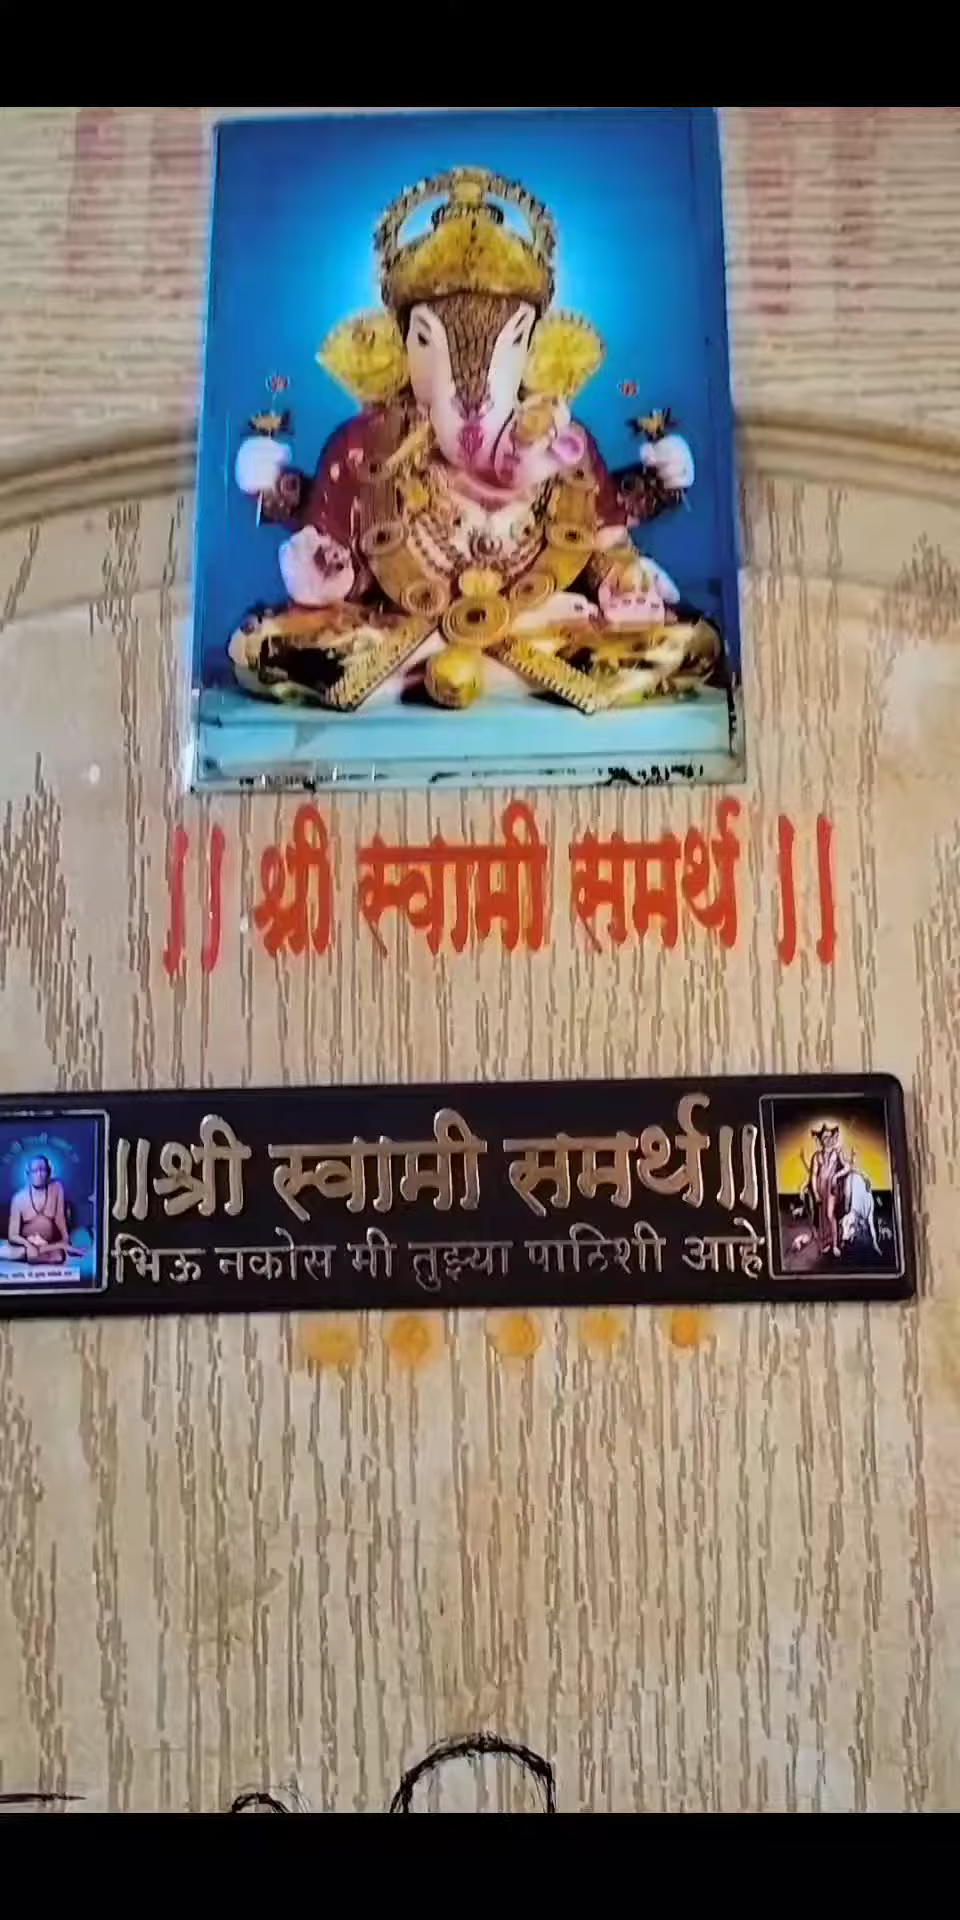 || श्री स्वामी समर्थ ||
||श्री स्वामी समर्थ||
भिऊ नकोस मी तुझ्या पाठिशी आहे